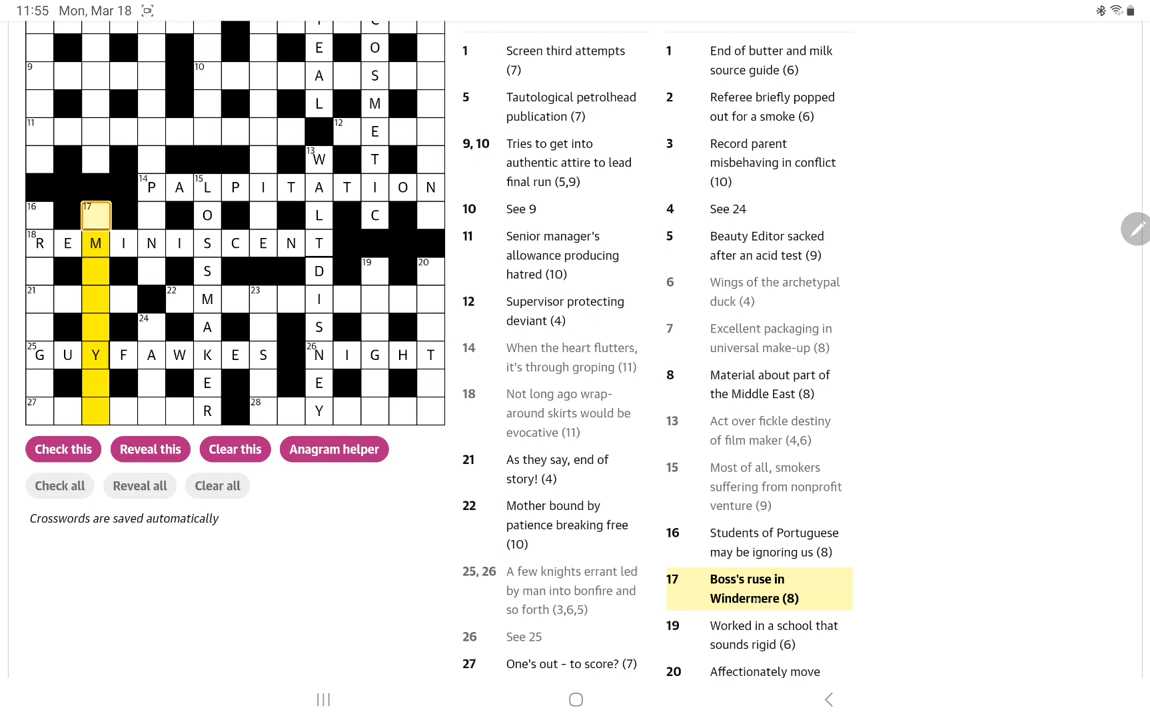 11:55 Mon, Mar 18
E O
9 10 A S
L M
11 12 E
13 W T
14 P A 15 L P I T A T I O N
16 17 O L C
18 R E M I N I S C E N T
S D 19 20
21 22 M 23 I
24 A S
25 G U Y F A W K E S 26 N I G H T
E E
27 R 28 Y
Check this Reveal this Clear this Anagram helper
Check all Reveal all Clear all
Crosswords are saved automatically
1 Screen third attempts
(7)
5 Tautological petrolhead
publication (7)
9, 10 Tries to get into
authentic attire to lead
final run (5,9)
10 See 9
11 Senior manager's
allowance producing
hatred (10)
12 Supervisor protecting
deviant (4)
14 When the heart flutters,
it's through groping (11)
18 Not long ago wrap-
around skirts would be
evocative (11)
21 As they say, end of
story! (4)
22 Mother bound by
patience breaking free
(10)
25, 26 A few knights errant led
by man into bonfire and
so forth (3,6,5)
26 See 25
27 One's out – to score? (7)
1 End of butter and milk
source guide (6)
2 Referee briefly popped
out for a smoke (6)
3 Record parent
misbehaving in conflict
(10)
4 See 24
5 Beauty Editor sacked
after an acid test (9)
6 Wings of the archetypal
duck (4)
7 Excellent packaging in
universal make-up (8)
8 Material about part of
the Middle East (8)
13 Act over fickle destiny
of film maker (4,6)
15 Most of all, smokers
suffering from nonprofit
venture (9)
16 Students of Portuguese
may be ignoring us (8)
17 Boss's ruse in
Windermere (8)
19 Worked in a school that
sounds rigid (6)
20 Affectionately move